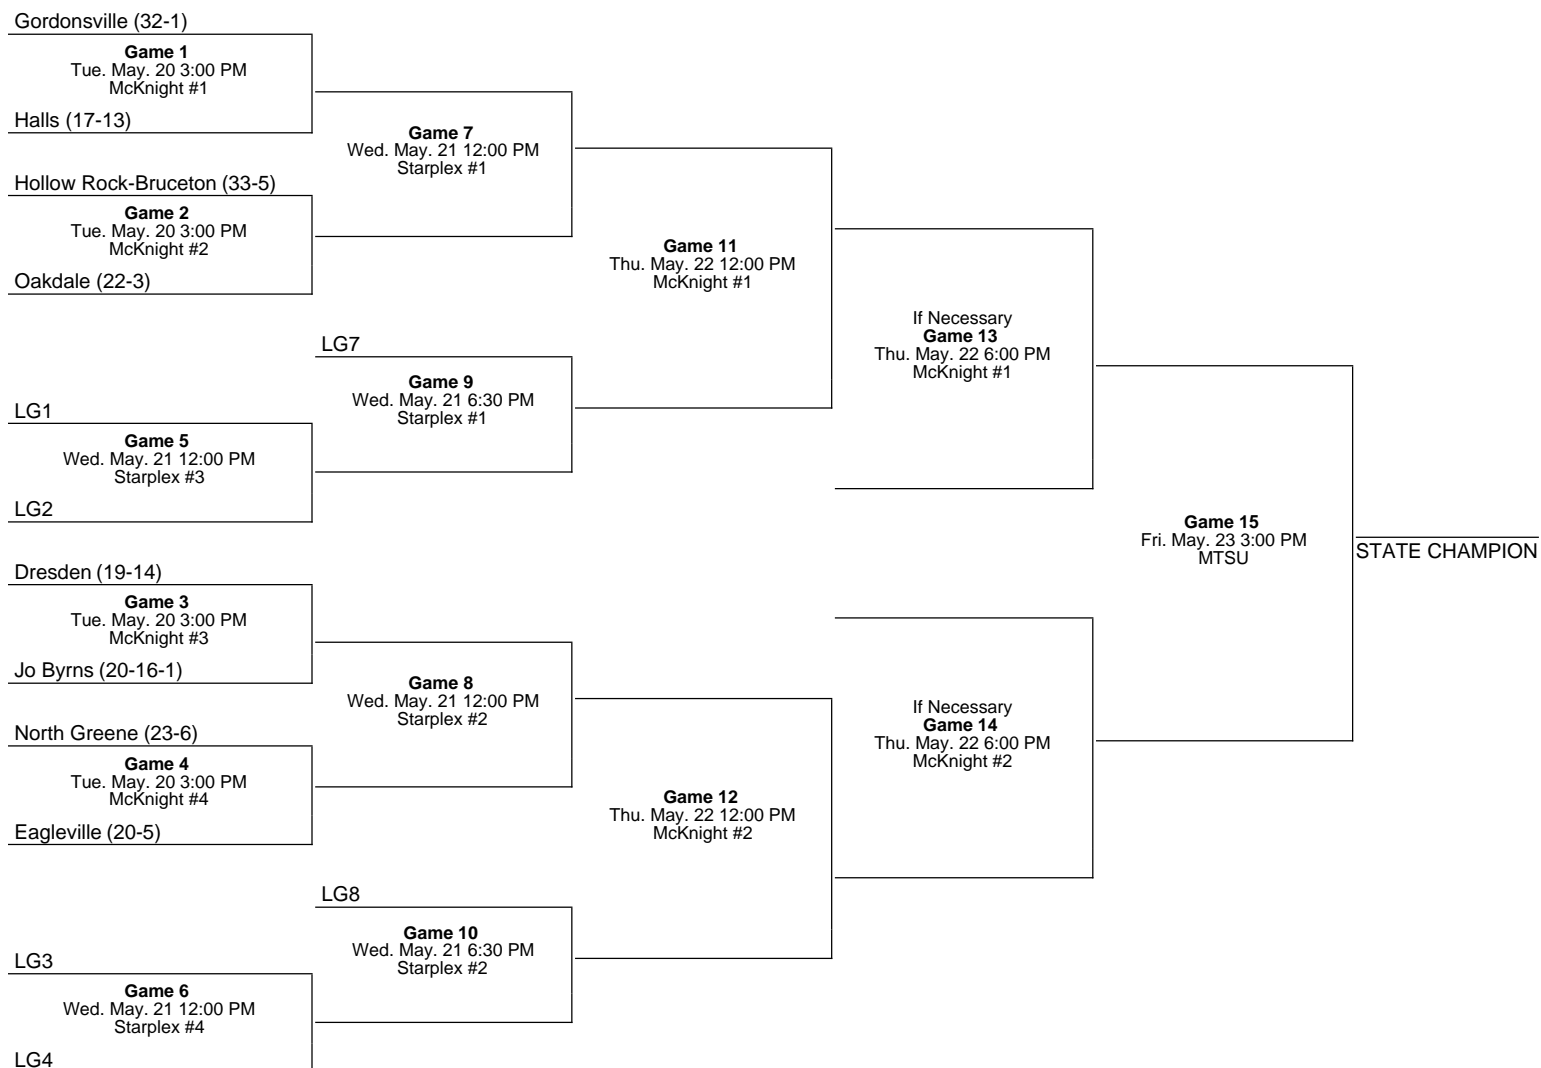 Gordonsville (32-1)
Game 1
Tue. May. 20 3:00 PM
McKnight #1
Halls (17-13)
Game 7
Wed. May. 21 12:00 PM
Starplex #1
Hollow Rock-Bruceton (33-5)
Game 2
Tue. May. 20 3:00 PM
McKnight #2
Oakdale (22-3)
Game 11
Thu. May. 22 12:00 PM
McKnight #1
LG7
Game 9
Wed. May. 21 6:30 PM
Starplex #1
LG1
Game 5
Wed. May. 21 12:00 PM
Starplex #3
LG2
If Necessary
Game 13
Thu. May. 22 6:00 PM
McKnight #1
Game 15
Fri. May. 23 3:00 PM
MTSU
STATE CHAMPION
Dresden (19-14)
Game 3
Tue. May. 20 3:00 PM
McKnight #3
Jo Byrns (20-16-1)
Game 8
Wed. May. 21 12:00 PM
Starplex #2
North Greene (23-6)
Game 4
Tue. May. 20 3:00 PM
McKnight #4
Eagleville (20-5)
If Necessary
Game 14
Thu. May. 22 6:00 PM
McKnight #2
Game 12
Thu. May. 22 12:00 PM
McKnight #2
LG8
Game 10
Wed. May. 21 6:30 PM
Starplex #2
LG3
Game 6
Wed. May. 21 12:00 PM
Starplex #4
LG4